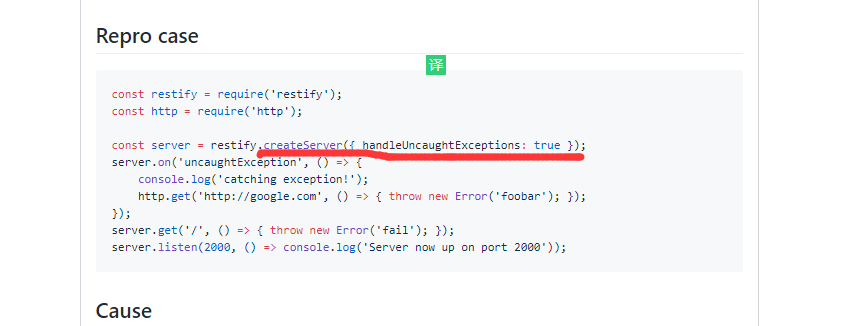 Repro case
译
const restify = require('restify');
const http = require('http');
const server = restify.createServer({ handleUncaughtExceptions: true });
server.on('uncaughtException', () => {
    console.log('catching exception!');
    http.get('http://google.com', () => { throw new Error('foobar'); });
});
server.get('/', () => { throw new Error('fail'); });
server.listen(2000, () => console.log('Server now up on port 2000'));
Cause